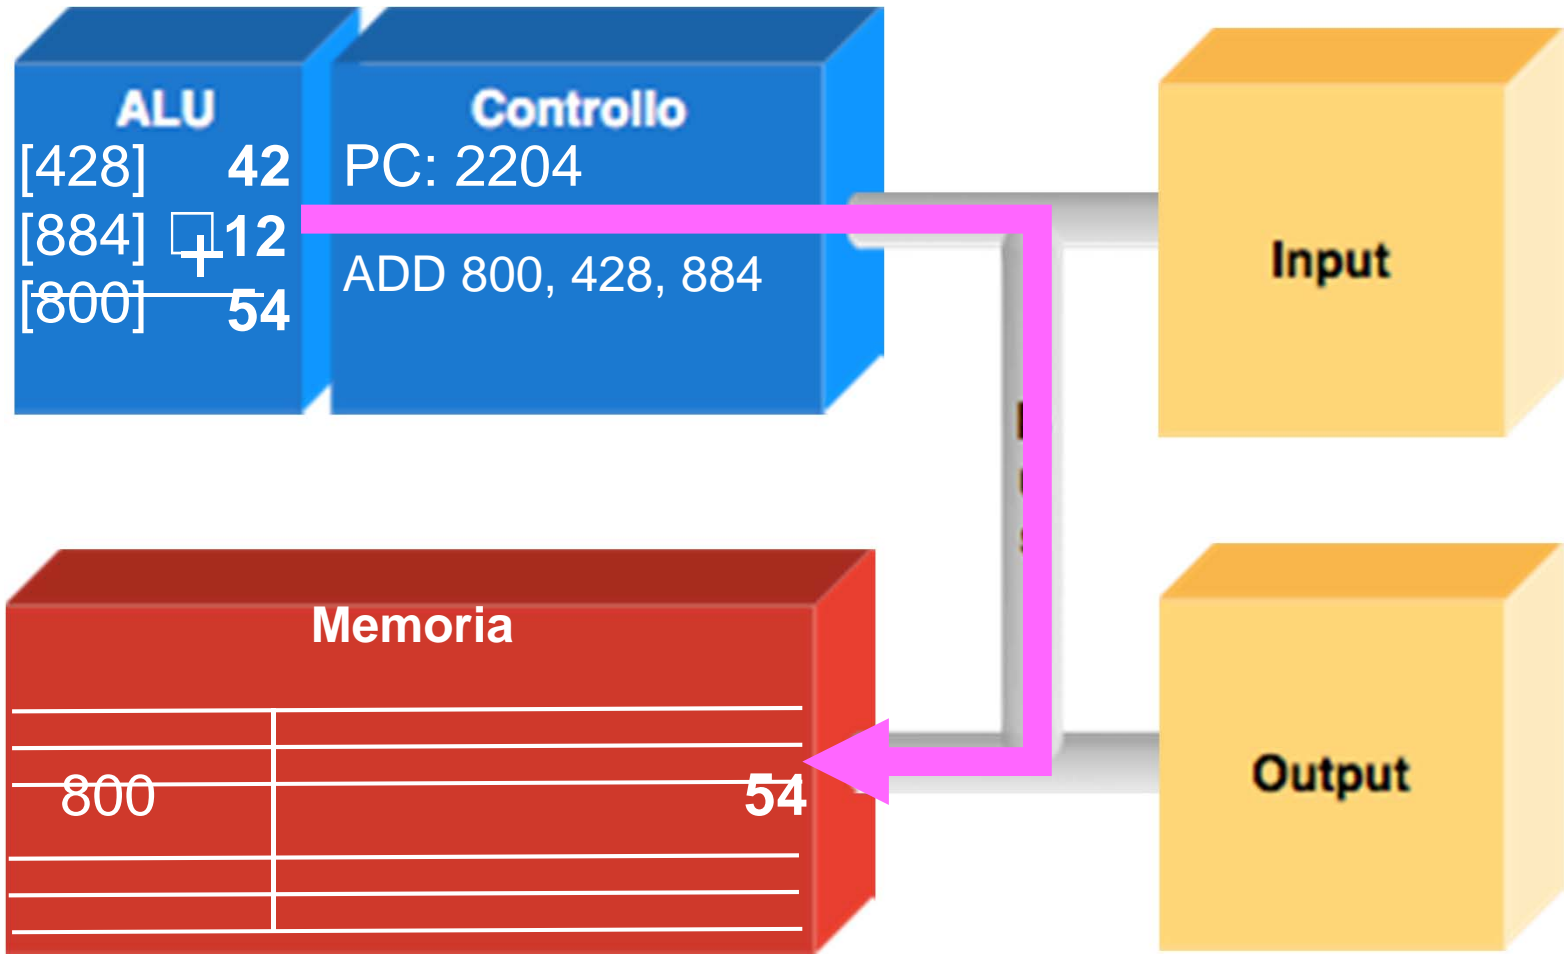 ALU
[428] 42
[884] +12
[800] 54
Controllo
PC: 2204
ADD 800, 428, 884
Input
Memoria
800 54
Output